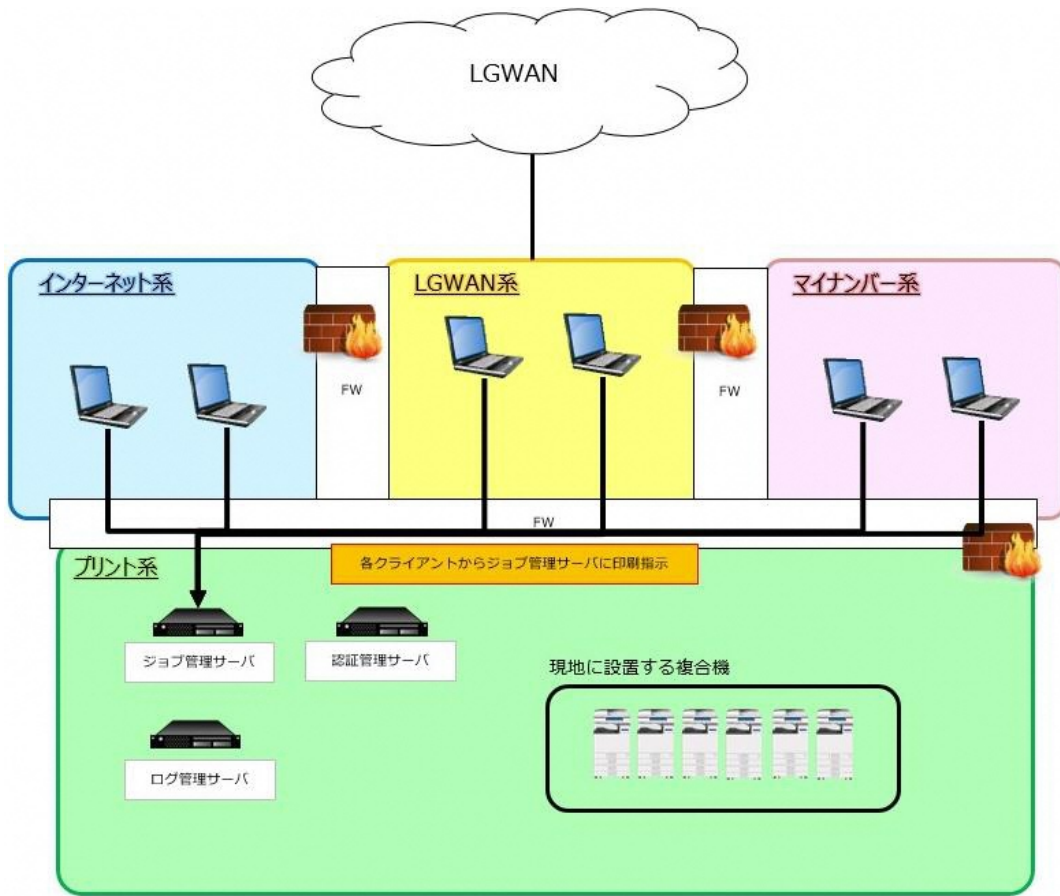 LGWAN
インターネット系
LGWAN系
マイナンバー系
FW
FW
FW
プリント系
各クライアントからジョブ管理サーバに印刷指示
ジョブ管理サーバ
認証管理サーバ
現地に設置する複合機
ログ管理サーバ